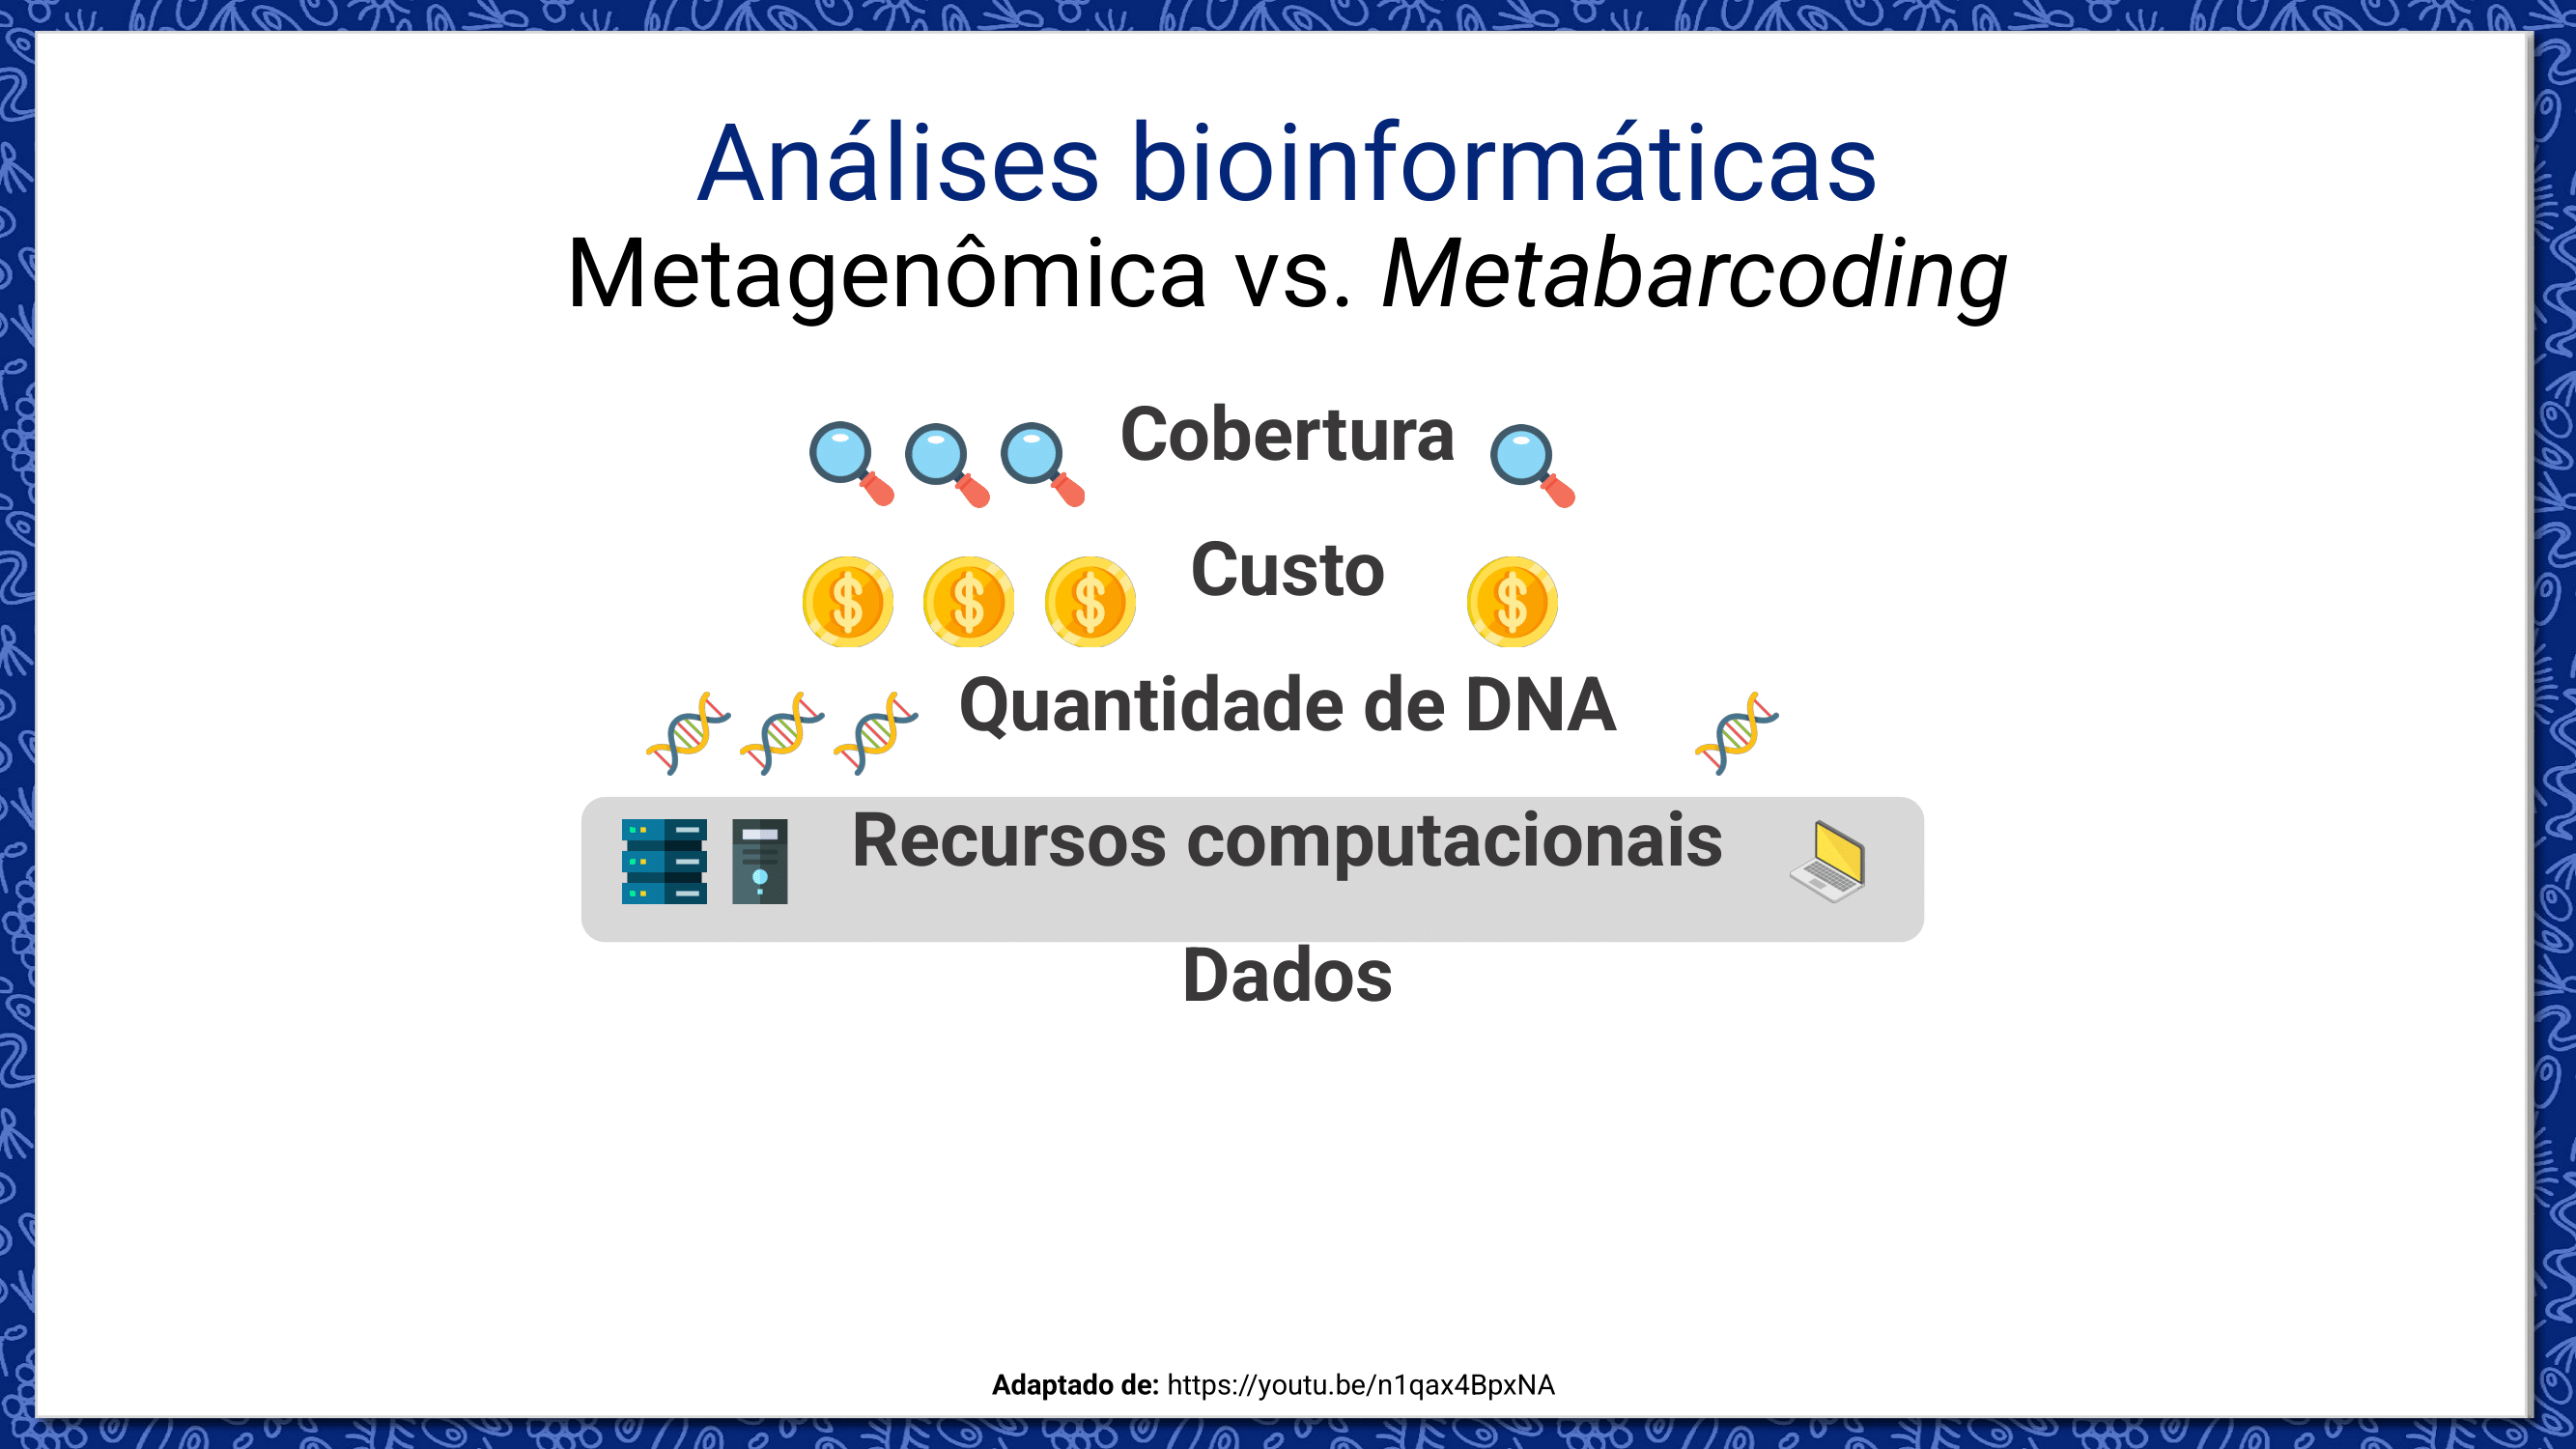 Análises bioinformáticas
Metagenômica vs. Metabarcoding
Cobertura
Custo
Quantidade de DNA
Recursos computacionais
Dados
Adaptado de: https://youtu.be/n1qax4BpxNA